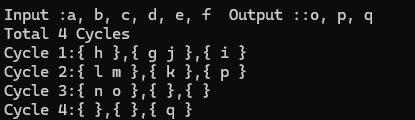 Input :a, b, c, d, e, f  Output ::o, p, q
Total 4 Cycles
Cycle 1:{ h },{ g j },{ i }
Cycle 2:{ l m },{ k },{ p }
Cycle 3:{ n o },{ },{ }
Cycle 4:{ },{ },{ q }